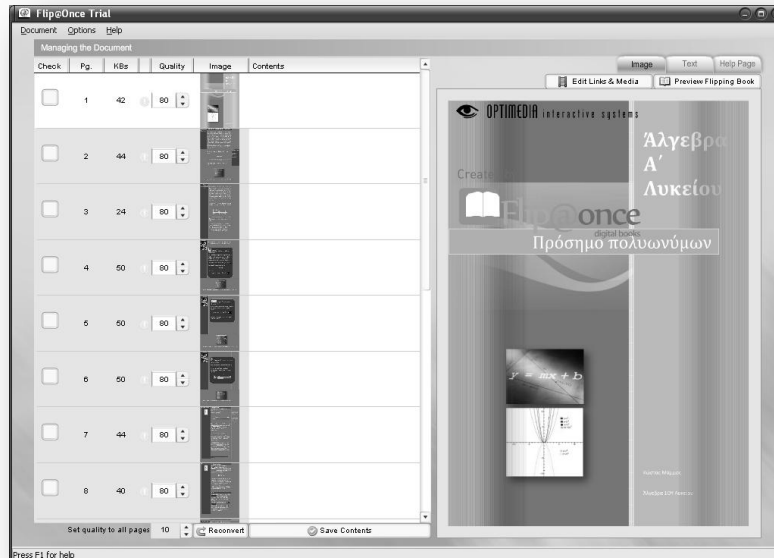 Flip@Once Trial
Document Options Help
Managing the Document
Check Pg. KBs Quality Image Contents
1 42 80
2 44 80
3 24 80
4 50 80
5 50 80
6 50 80
7 44 80
8 40 80
Set quality to all pages 10 Reconvert Save Contents
Press F1 for help
Image Text Help Page
Edit Links & Media Preview Flipping Book
OPTIMEDIA interactive systems
Άλγεβρα
Α΄
Λυκείου
Flip@once
digital books
Πρόσημο πολυωνύμων
y = mx + b